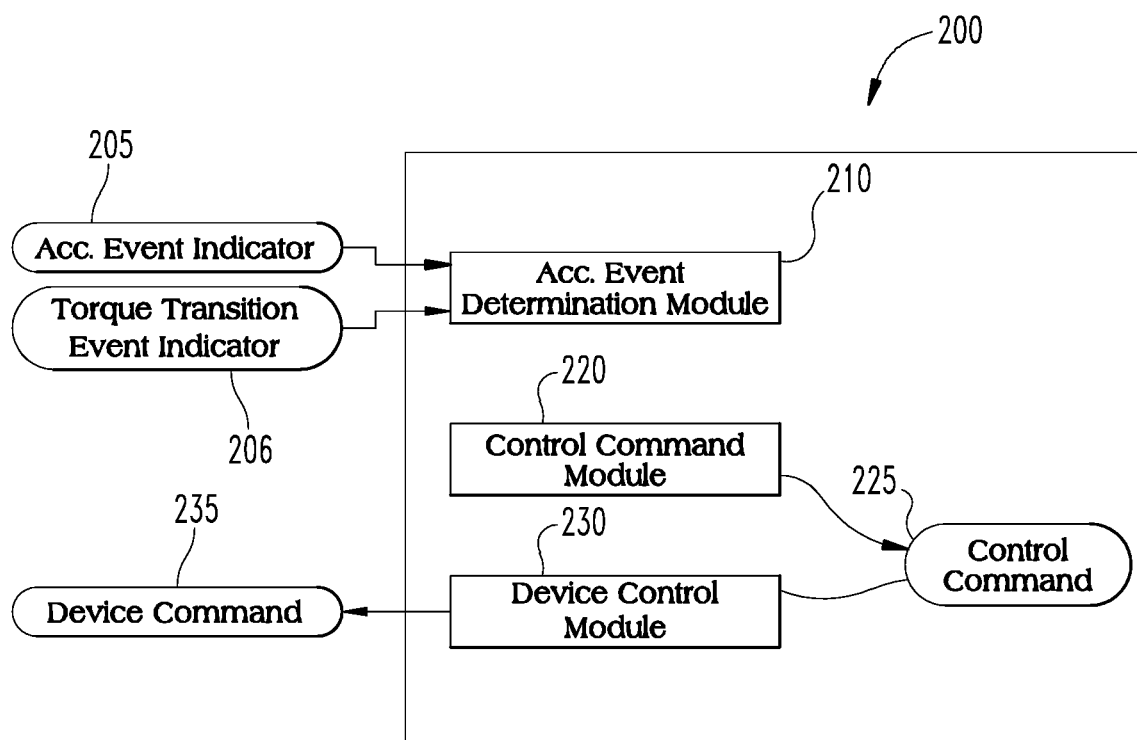 200
205
210
Acc. Event Indicator
Acc. Event
Determination Module
Torque Transition
Event Indicator
206
220
Control Command
Module
225
235
230
Control
Command
Device Command
Device Control
Module